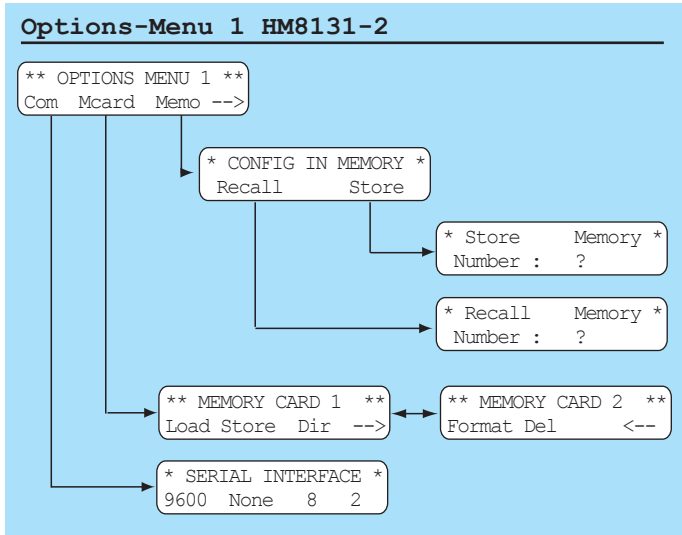 Options-Menu 1 HM8131-2
** OPTIONS MENU 1 **
Com Mcard Memo -->
* CONFIG IN MEMORY *
Recall Store
* Store Memory *
Number : ?
* Recall Memory *
Number : ?
** MEMORY CARD 1 **
Load Store Dir -->
** MEMORY CARD 2 **
Format Del <--
* SERIAL INTERFACE *
9600 None 8 2